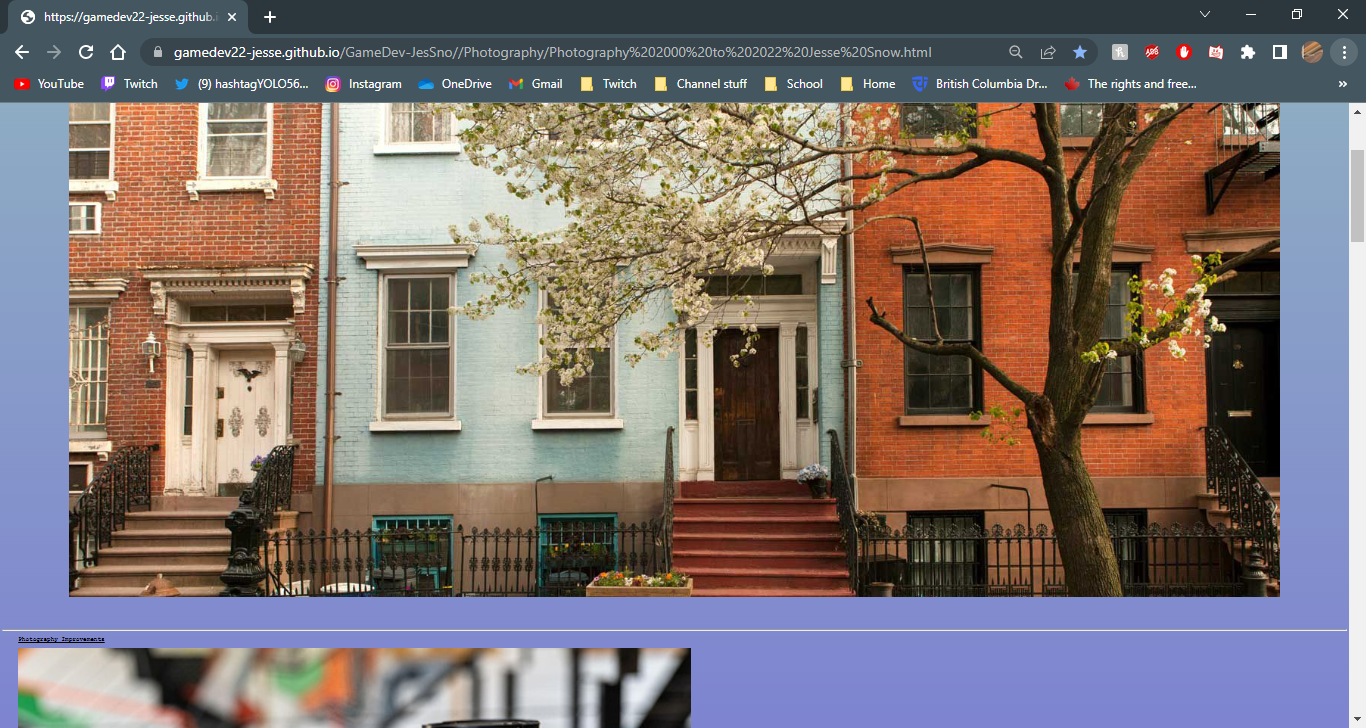 https://gamedev22-jesse.github.i
gamedev22-jesse.github.io/GameDev-JesSno//Photography/Photography%202000%20to%202022%20Jesse%20Snow.html
YouTube Twitch (9) hashtagYOLO56... Instagram OneDrive Gmail Twitch Channel stuff School Home British Columbia Dr... The rights and free... »
Photography Improvements